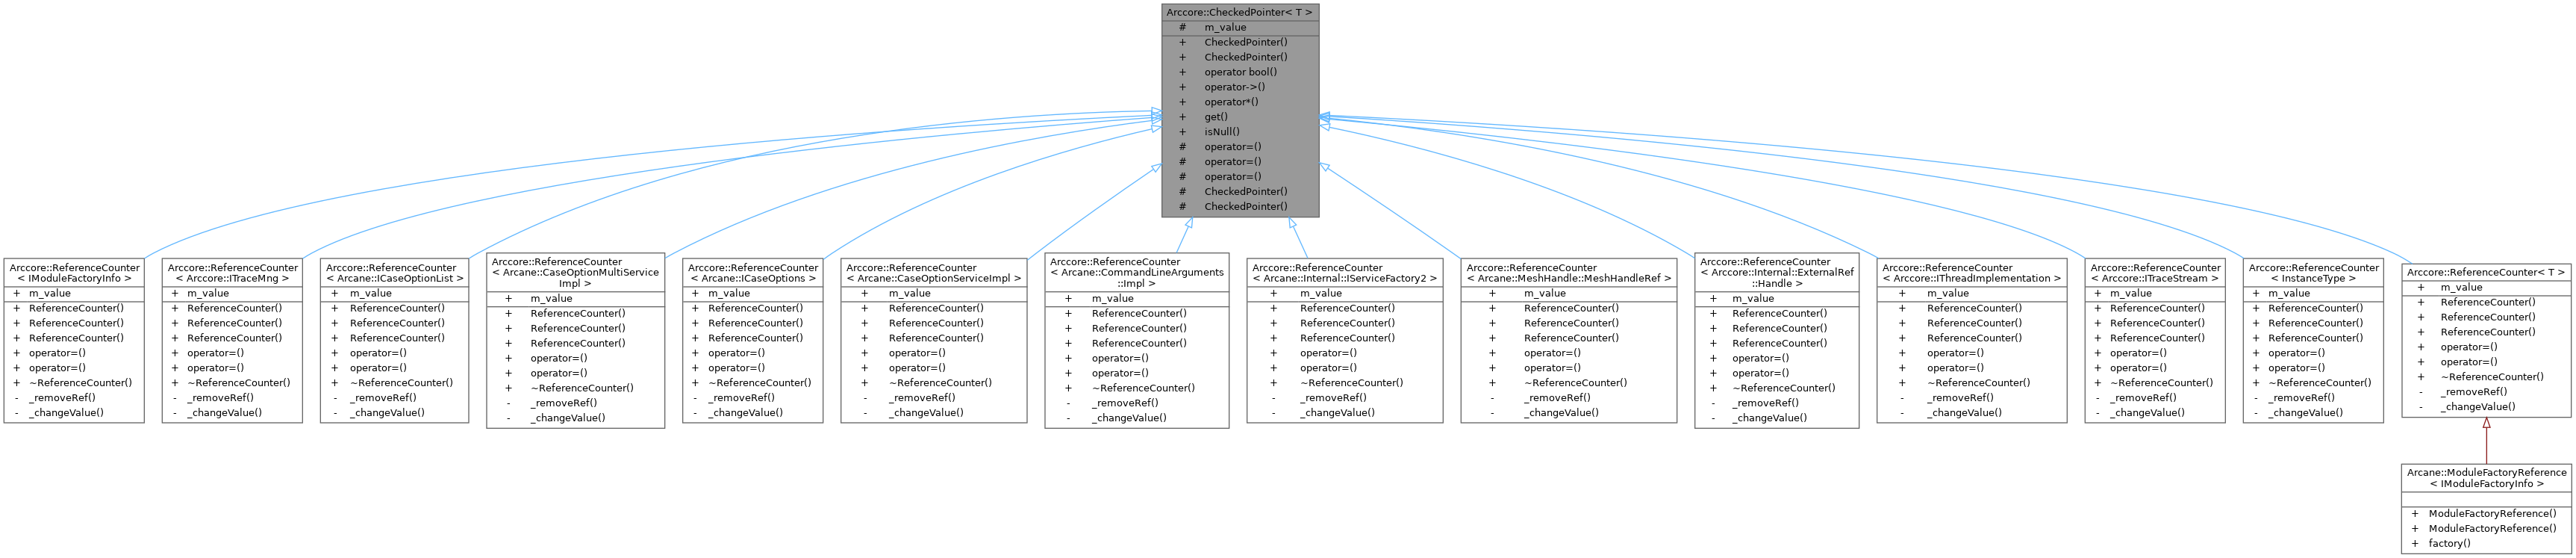 Arccore::CheckedPointer< T >
# m_value
+ CheckedPointer()
+ CheckedPointer()
+ operator bool()
+ operator->()
+ operator*()
+ get()
+ isNull()
# operator=()
# operator=()
# operator=()
# CheckedPointer()
# CheckedPointer()
Arccore::ReferenceCounter
< IModuleFactoryInfo >
+ m_value
+ ReferenceCounter()
+ ReferenceCounter()
+ ReferenceCounter()
+ operator=()
+ operator=()
+ ~ReferenceCounter()
- _removeRef()
- _changeValue()
Arccore::ReferenceCounter
< Arccore::ITraceMng >
+ m_value
+ ReferenceCounter()
+ ReferenceCounter()
+ ReferenceCounter()
+ operator=()
+ operator=()
+ ~ReferenceCounter()
- _removeRef()
- _changeValue()
Arccore::ReferenceCounter
< Arcane::ICaseOptionList >
+ m_value
+ ReferenceCounter()
+ ReferenceCounter()
+ ReferenceCounter()
+ operator=()
+ operator=()
+ ~ReferenceCounter()
- _removeRef()
- _changeValue()
Arccore::ReferenceCounter
< Arcane::CaseOptionMultiService
Impl >
+ m_value
+ ReferenceCounter()
+ ReferenceCounter()
+ ReferenceCounter()
+ operator=()
+ operator=()
+ ~ReferenceCounter()
- _removeRef()
- _changeValue()
Arccore::ReferenceCounter
< Arcane::ICaseOptions >
+ m_value
+ ReferenceCounter()
+ ReferenceCounter()
+ ReferenceCounter()
+ operator=()
+ operator=()
+ ~ReferenceCounter()
- _removeRef()
- _changeValue()
Arccore::ReferenceCounter
< Arcane::CaseOptionServiceImpl >
+ m_value
+ ReferenceCounter()
+ ReferenceCounter()
+ ReferenceCounter()
+ operator=()
+ operator=()
+ ~ReferenceCounter()
- _removeRef()
- _changeValue()
Arccore::ReferenceCounter
< Arcane::CommandLineArguments
::Impl >
+ m_value
+ ReferenceCounter()
+ ReferenceCounter()
+ ReferenceCounter()
+ operator=()
+ operator=()
+ ~ReferenceCounter()
- _removeRef()
- _changeValue()
Arccore::ReferenceCounter
< Arcane::Internal::IServiceFactory2 >
+ m_value
+ ReferenceCounter()
+ ReferenceCounter()
+ ReferenceCounter()
+ operator=()
+ operator=()
+ ~ReferenceCounter()
- _removeRef()
- _changeValue()
Arccore::ReferenceCounter
< Arcane::MeshHandle::MeshHandleRef >
+ m_value
+ ReferenceCounter()
+ ReferenceCounter()
+ ReferenceCounter()
+ operator=()
+ operator=()
+ ~ReferenceCounter()
- _removeRef()
- _changeValue()
Arccore::ReferenceCounter
< Arccore::Internal::ExternalRef
::Handle >
+ m_value
+ ReferenceCounter()
+ ReferenceCounter()
+ ReferenceCounter()
+ operator=()
+ operator=()
+ ~ReferenceCounter()
- _removeRef()
- _changeValue()
Arccore::ReferenceCounter
< Arccore::IThreadImplementation >
+ m_value
+ ReferenceCounter()
+ ReferenceCounter()
+ ReferenceCounter()
+ operator=()
+ operator=()
+ ~ReferenceCounter()
- _removeRef()
- _changeValue()
Arccore::ReferenceCounter
< Arccore::ITraceStream >
+ m_value
+ ReferenceCounter()
+ ReferenceCounter()
+ ReferenceCounter()
+ operator=()
+ operator=()
+ ~ReferenceCounter()
- _removeRef()
- _changeValue()
Arccore::ReferenceCounter
< InstanceType >
+ m_value
+ ReferenceCounter()
+ ReferenceCounter()
+ ReferenceCounter()
+ operator=()
+ operator=()
+ ~ReferenceCounter()
- _removeRef()
- _changeValue()
Arccore::ReferenceCounter< T >
+ m_value
+ ReferenceCounter()
+ ReferenceCounter()
+ ReferenceCounter()
+ operator=()
+ operator=()
+ ~ReferenceCounter()
- _removeRef()
- _changeValue()
Arcane::ModuleFactoryReference
< IModuleFactoryInfo >
+ ModuleFactoryReference()
+ ModuleFactoryReference()
+ factory()